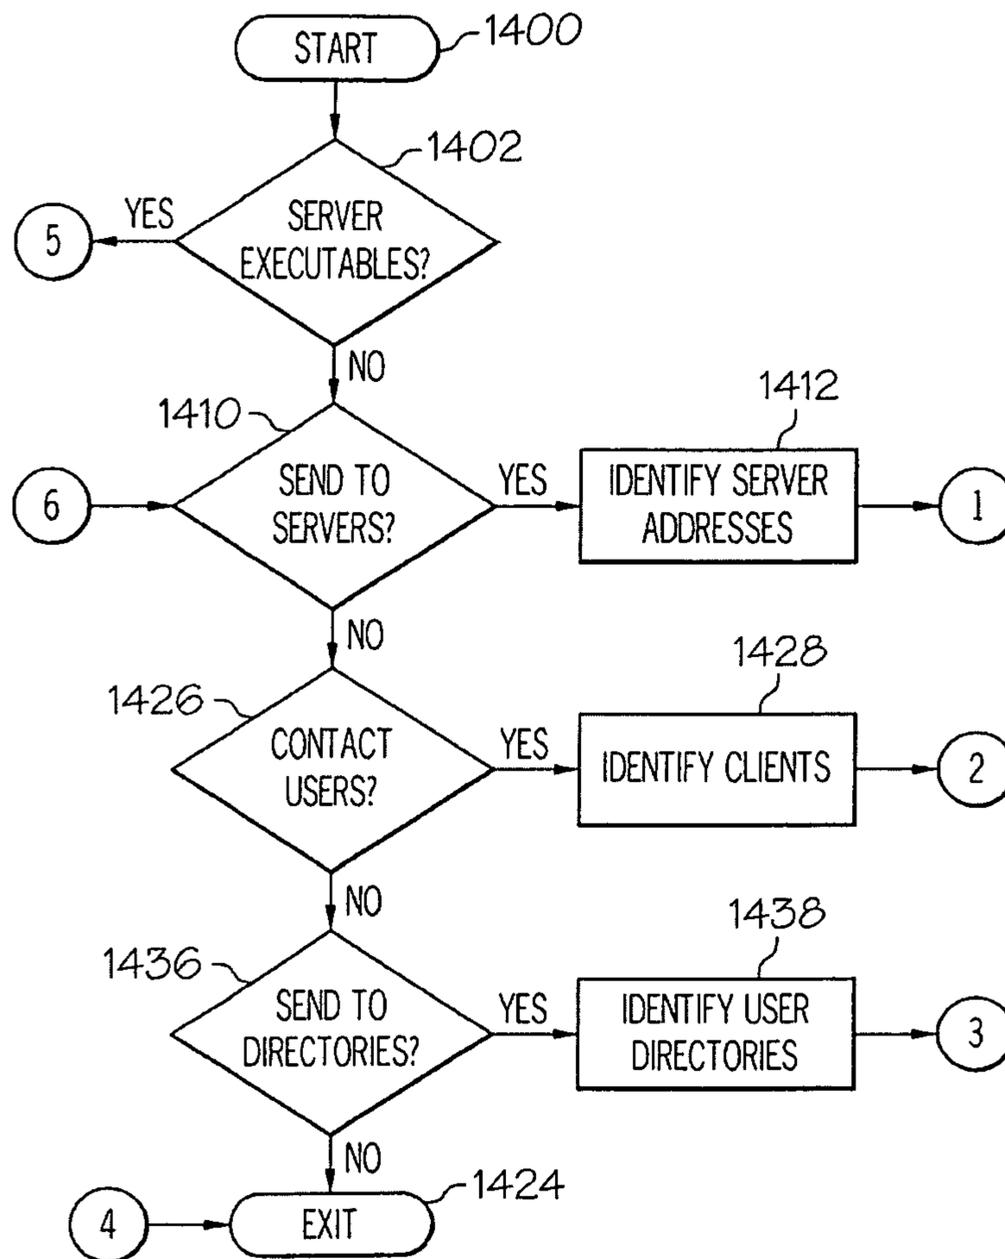 START
1400
1402
SERVER
EXECUTABLES?
YES
5
NO
1410
SEND TO
SERVERS?
6
YES
1412
IDENTIFY SERVER
ADDRESSES
1
NO
1426
CONTACT
USERS?
YES
1428
IDENTIFY CLIENTS
2
NO
1436
SEND TO
DIRECTORIES?
YES
1438
IDENTIFY USER
DIRECTORIES
3
NO
4
EXIT
1424